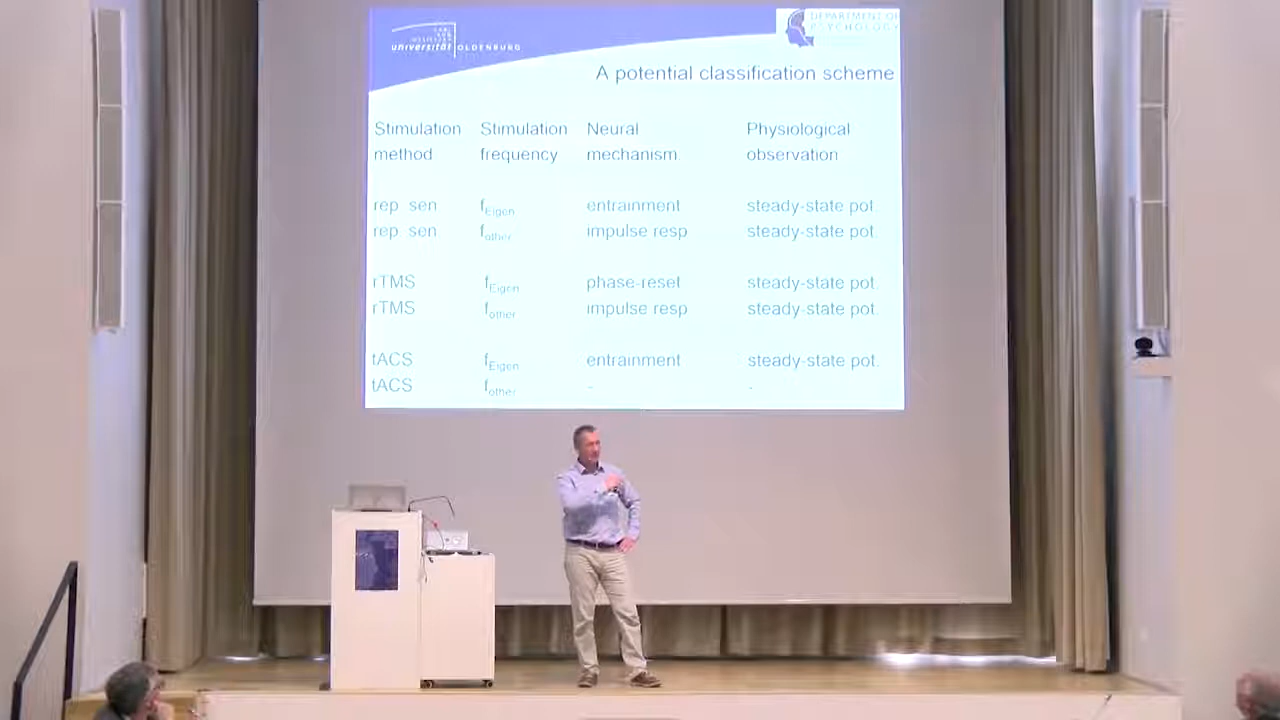 universität OLDENBURG
DEPARTMENT OF
PSYCHOLOGY
A potential classification scheme
Stimulation method Stimulation frequency Neural mechanism Physiological observation
rep. sen fEigen entrainment steady-state pot.
rep. sen fother impulse resp steady-state pot.
rTMS fEigen phase-reset steady-state pot.
rTMS fother impulse resp steady-state pot.
tACS fEigen entrainment steady-state pot.
tACS fother - -